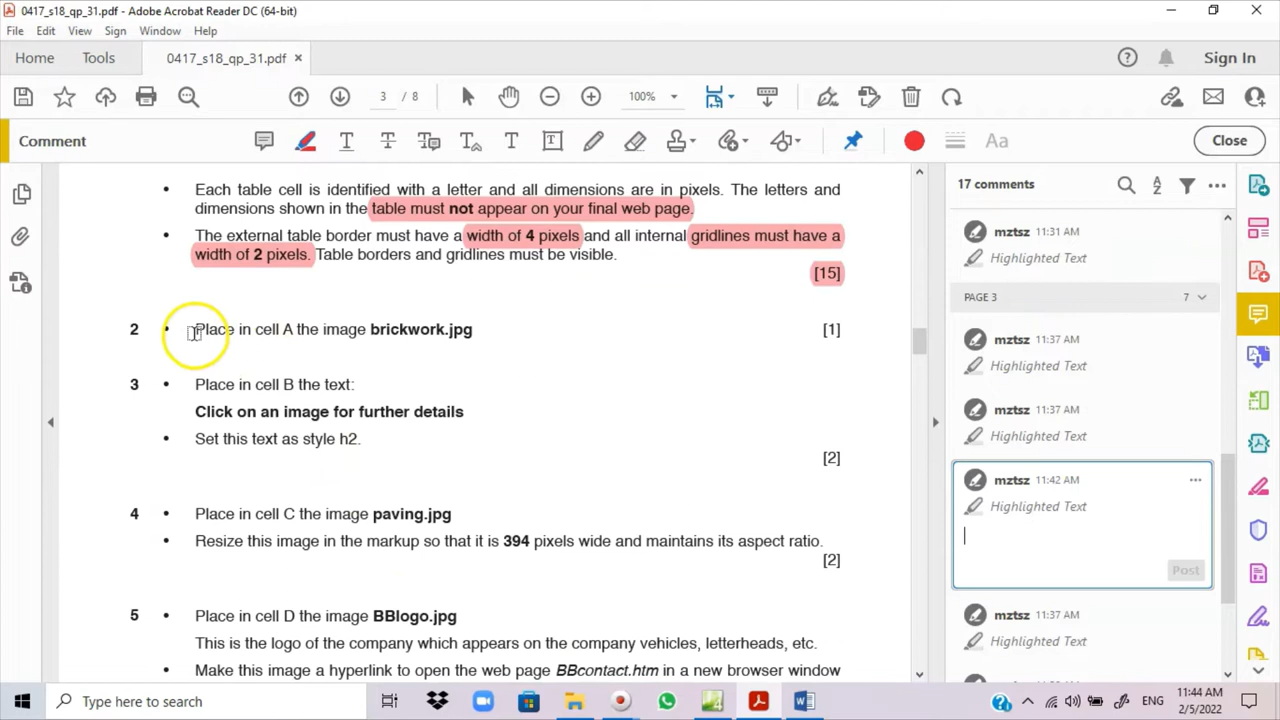 0417_s18_qp_31.pdf - Adobe Acrobat Reader DC (64-bit)
File Edit View Sign Window Help
Home Tools 0417_s18_qp_31.pdf × Sign In
3 / 8 100%
Comment Close
• Each table cell is identified with a letter and all dimensions are in pixels. The letters and
dimensions shown in the table must not appear on your final web page.
• The external table border must have a width of 4 pixels and all internal gridlines must have a
width of 2 pixels. Table borders and gridlines must be visible.
[15]
2 • Place in cell A the image brickwork.jpg [1]
3 • Place in cell B the text:
Click on an image for further details
• Set this text as style h2.
[2]
4 • Place in cell C the image paving.jpg
• Resize this image in the markup so that it is 394 pixels wide and maintains its aspect ratio.
[2]
5 • Place in cell D the image BBlogo.jpg
This is the logo of the company which appears on the company vehicles, letterheads, etc.
• Make this image a hyperlink to open the web page BBcontact.htm in a new browser window
17 comments
mztsz 11:31 AM
Highlighted Text
PAGE 3 7
mztsz 11:37 AM
Highlighted Text
mztsz 11:37 AM
Highlighted Text
mztsz 11:42 AM
Highlighted Text
Post
mztsz 11:37 AM
Highlighted Text
Type here to search
ENG
11:44 AM
2/5/2022